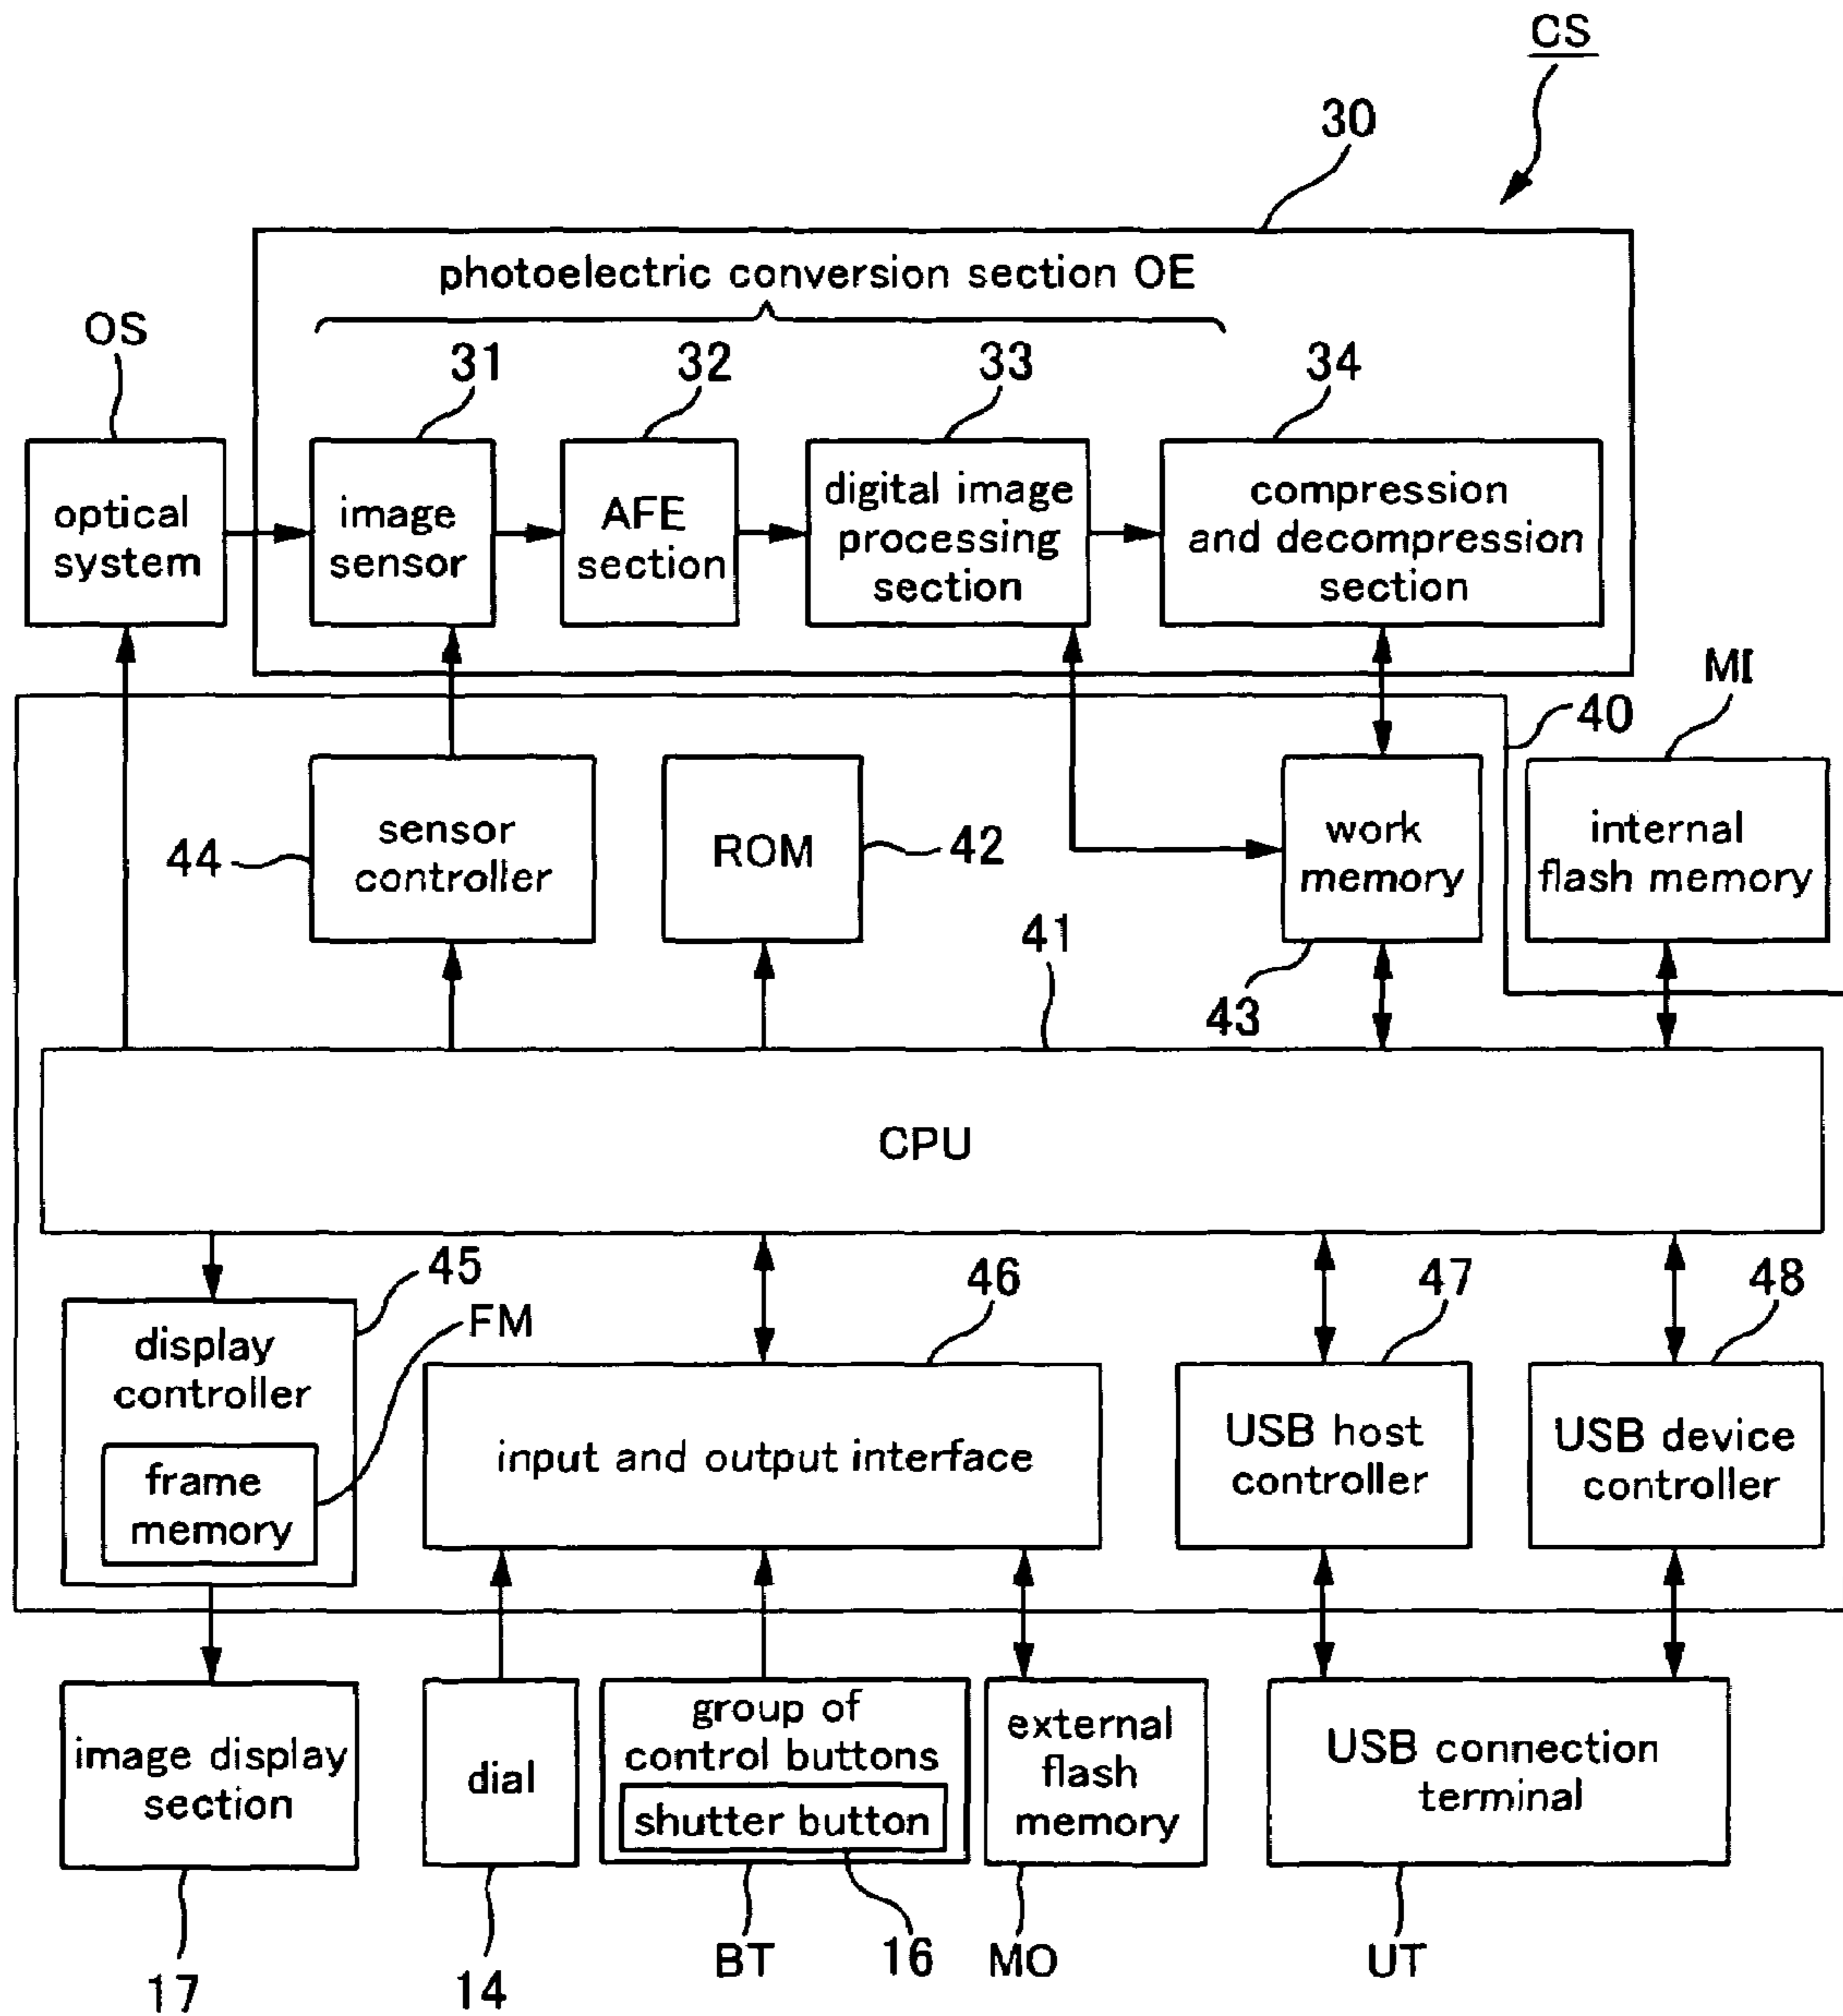 CS
30
photoelectric conversion section OE
OS
31
32
33
34
optical
system
image
sensor
AFE
section
digital image
processing
section
compression
and decompression
section
MI
40
44
sensor
controller
ROM
42
work
memory
internal
flash memory
41
43
CPU
45
FM
46
47
48
display
controller
frame
memory
input and output interface
USB host
controller
USB device
controller
image display
section
dial
group of
control buttons
shutter button
external
flash
memory
USB connection
terminal
17
14
BT
16
MO
UT